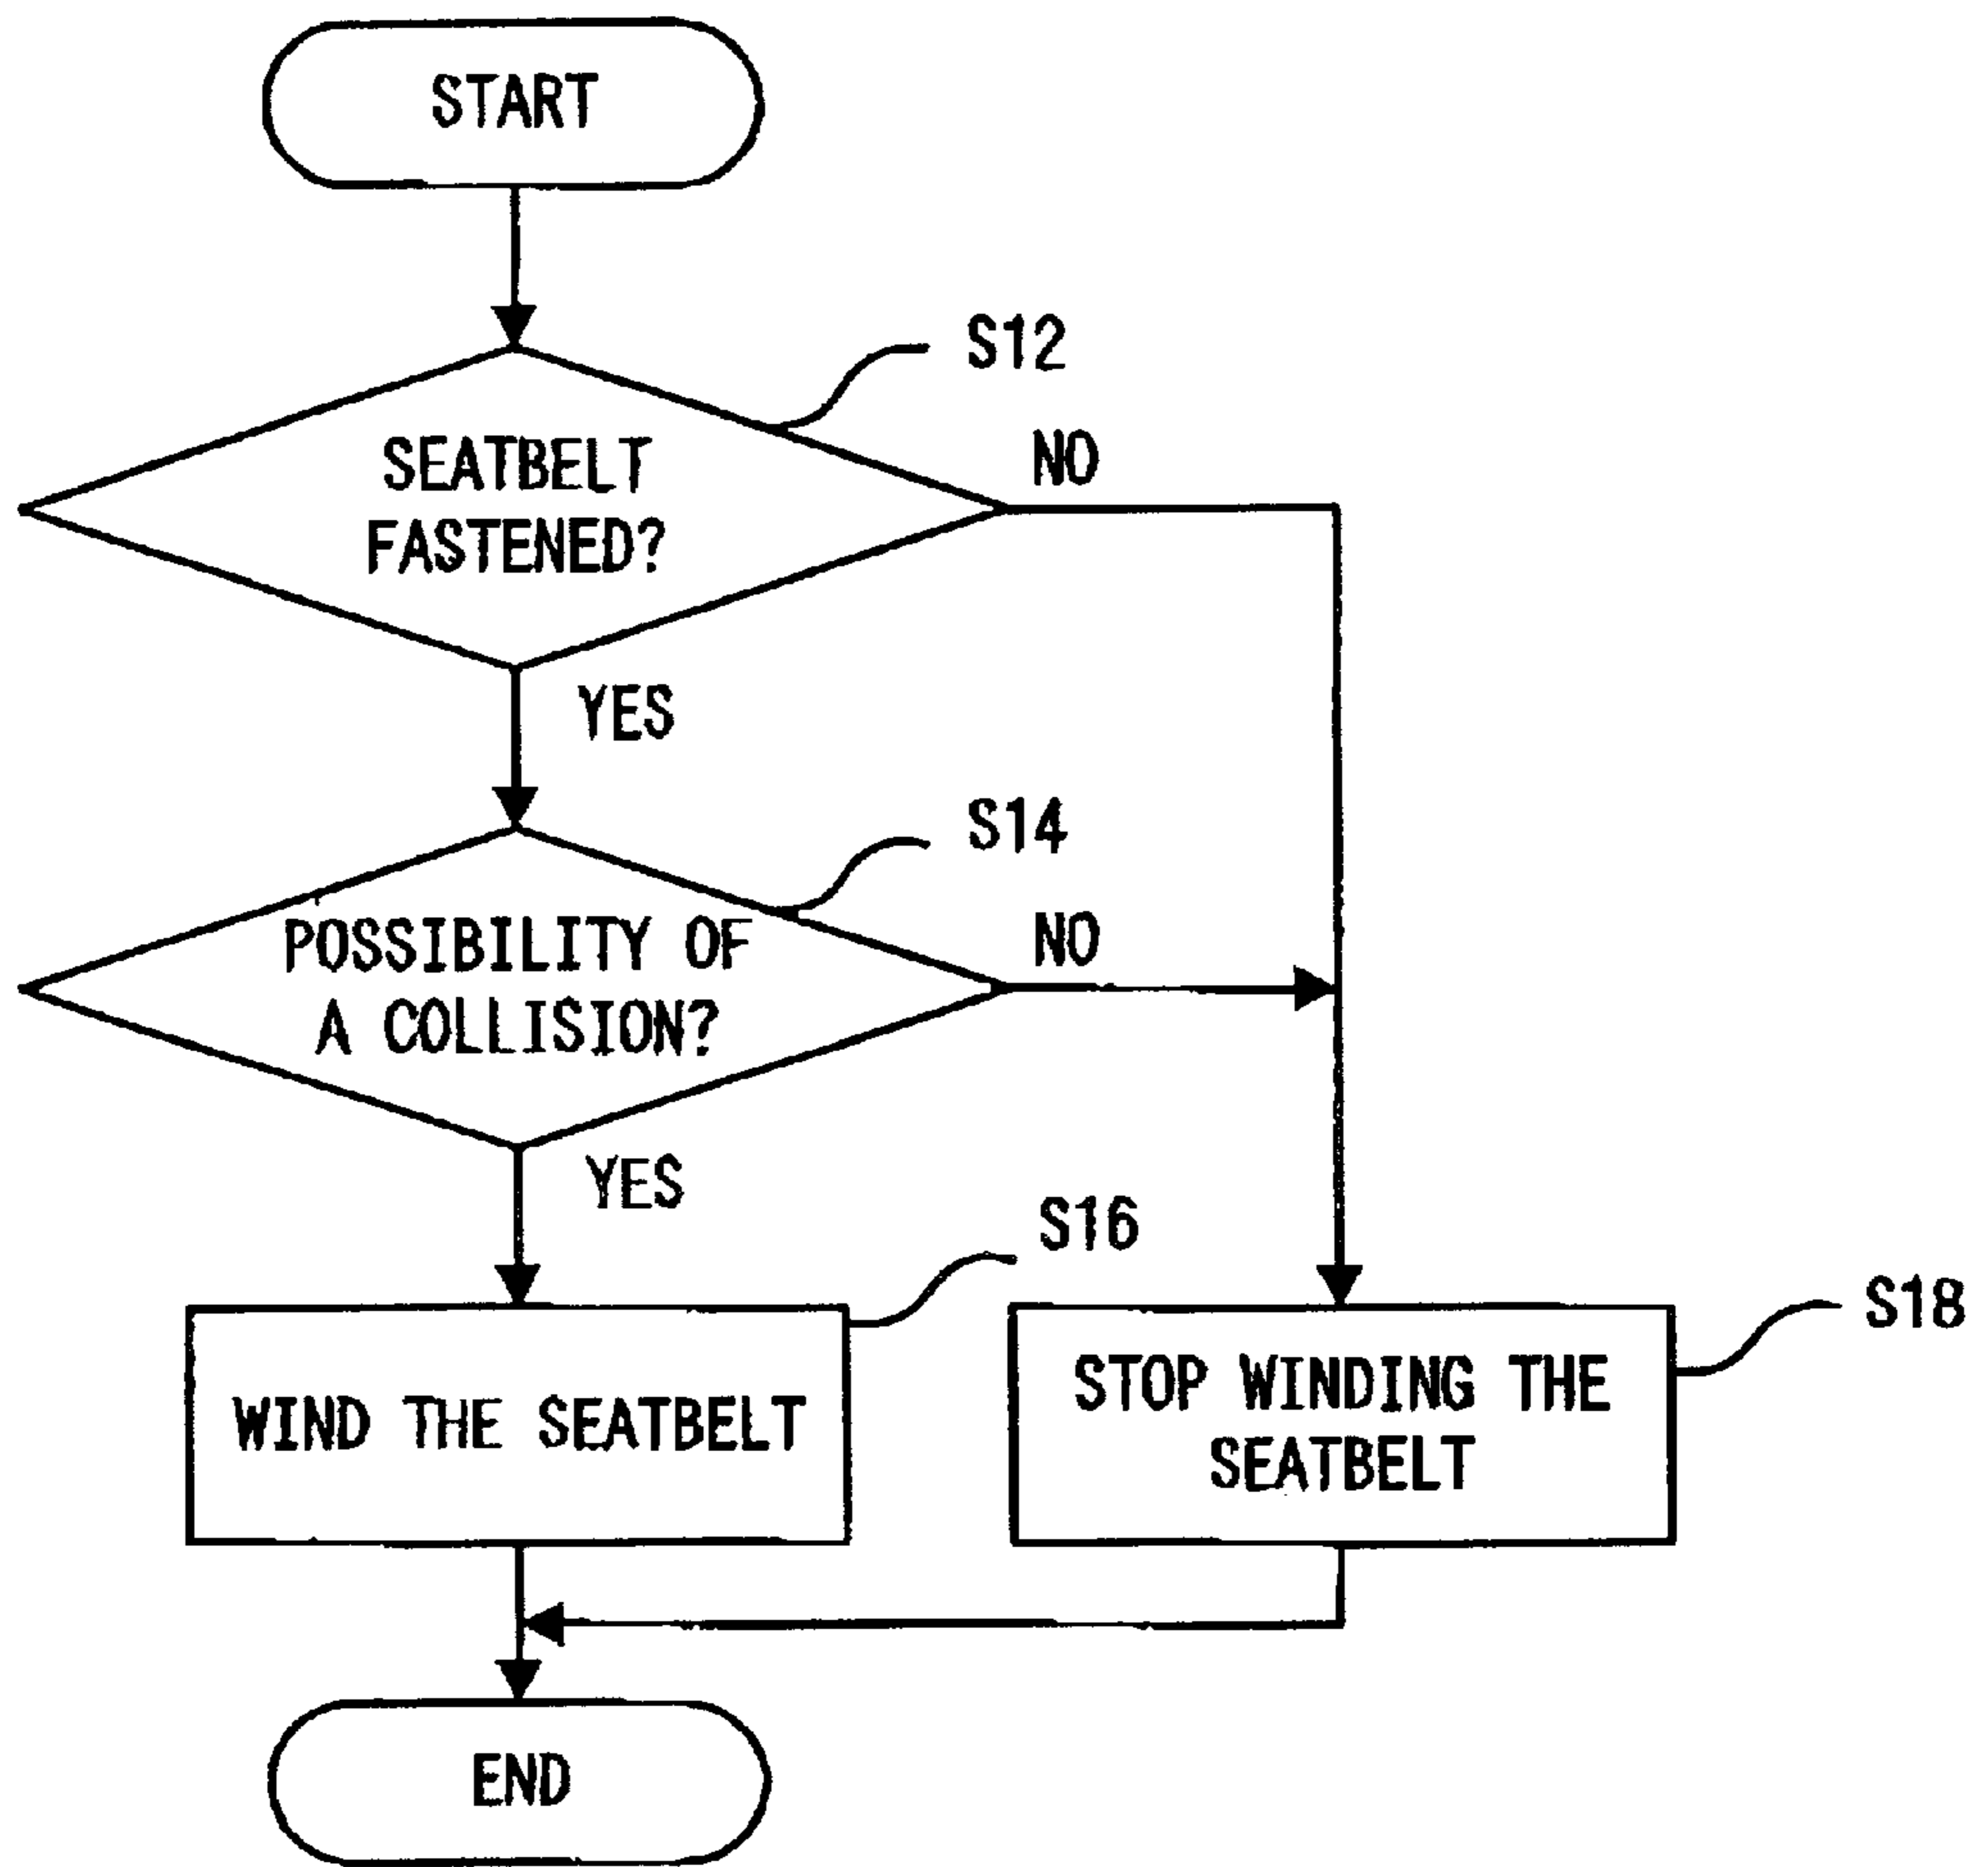 START
S12
SEATBELT
FASTENED?
NO
YES
S14
POSSIBILITY OF
A COLLISION?
NO
YES
S16
WIND THE SEATBELT
S18
STOP WINDING THE
SEATBELT
END